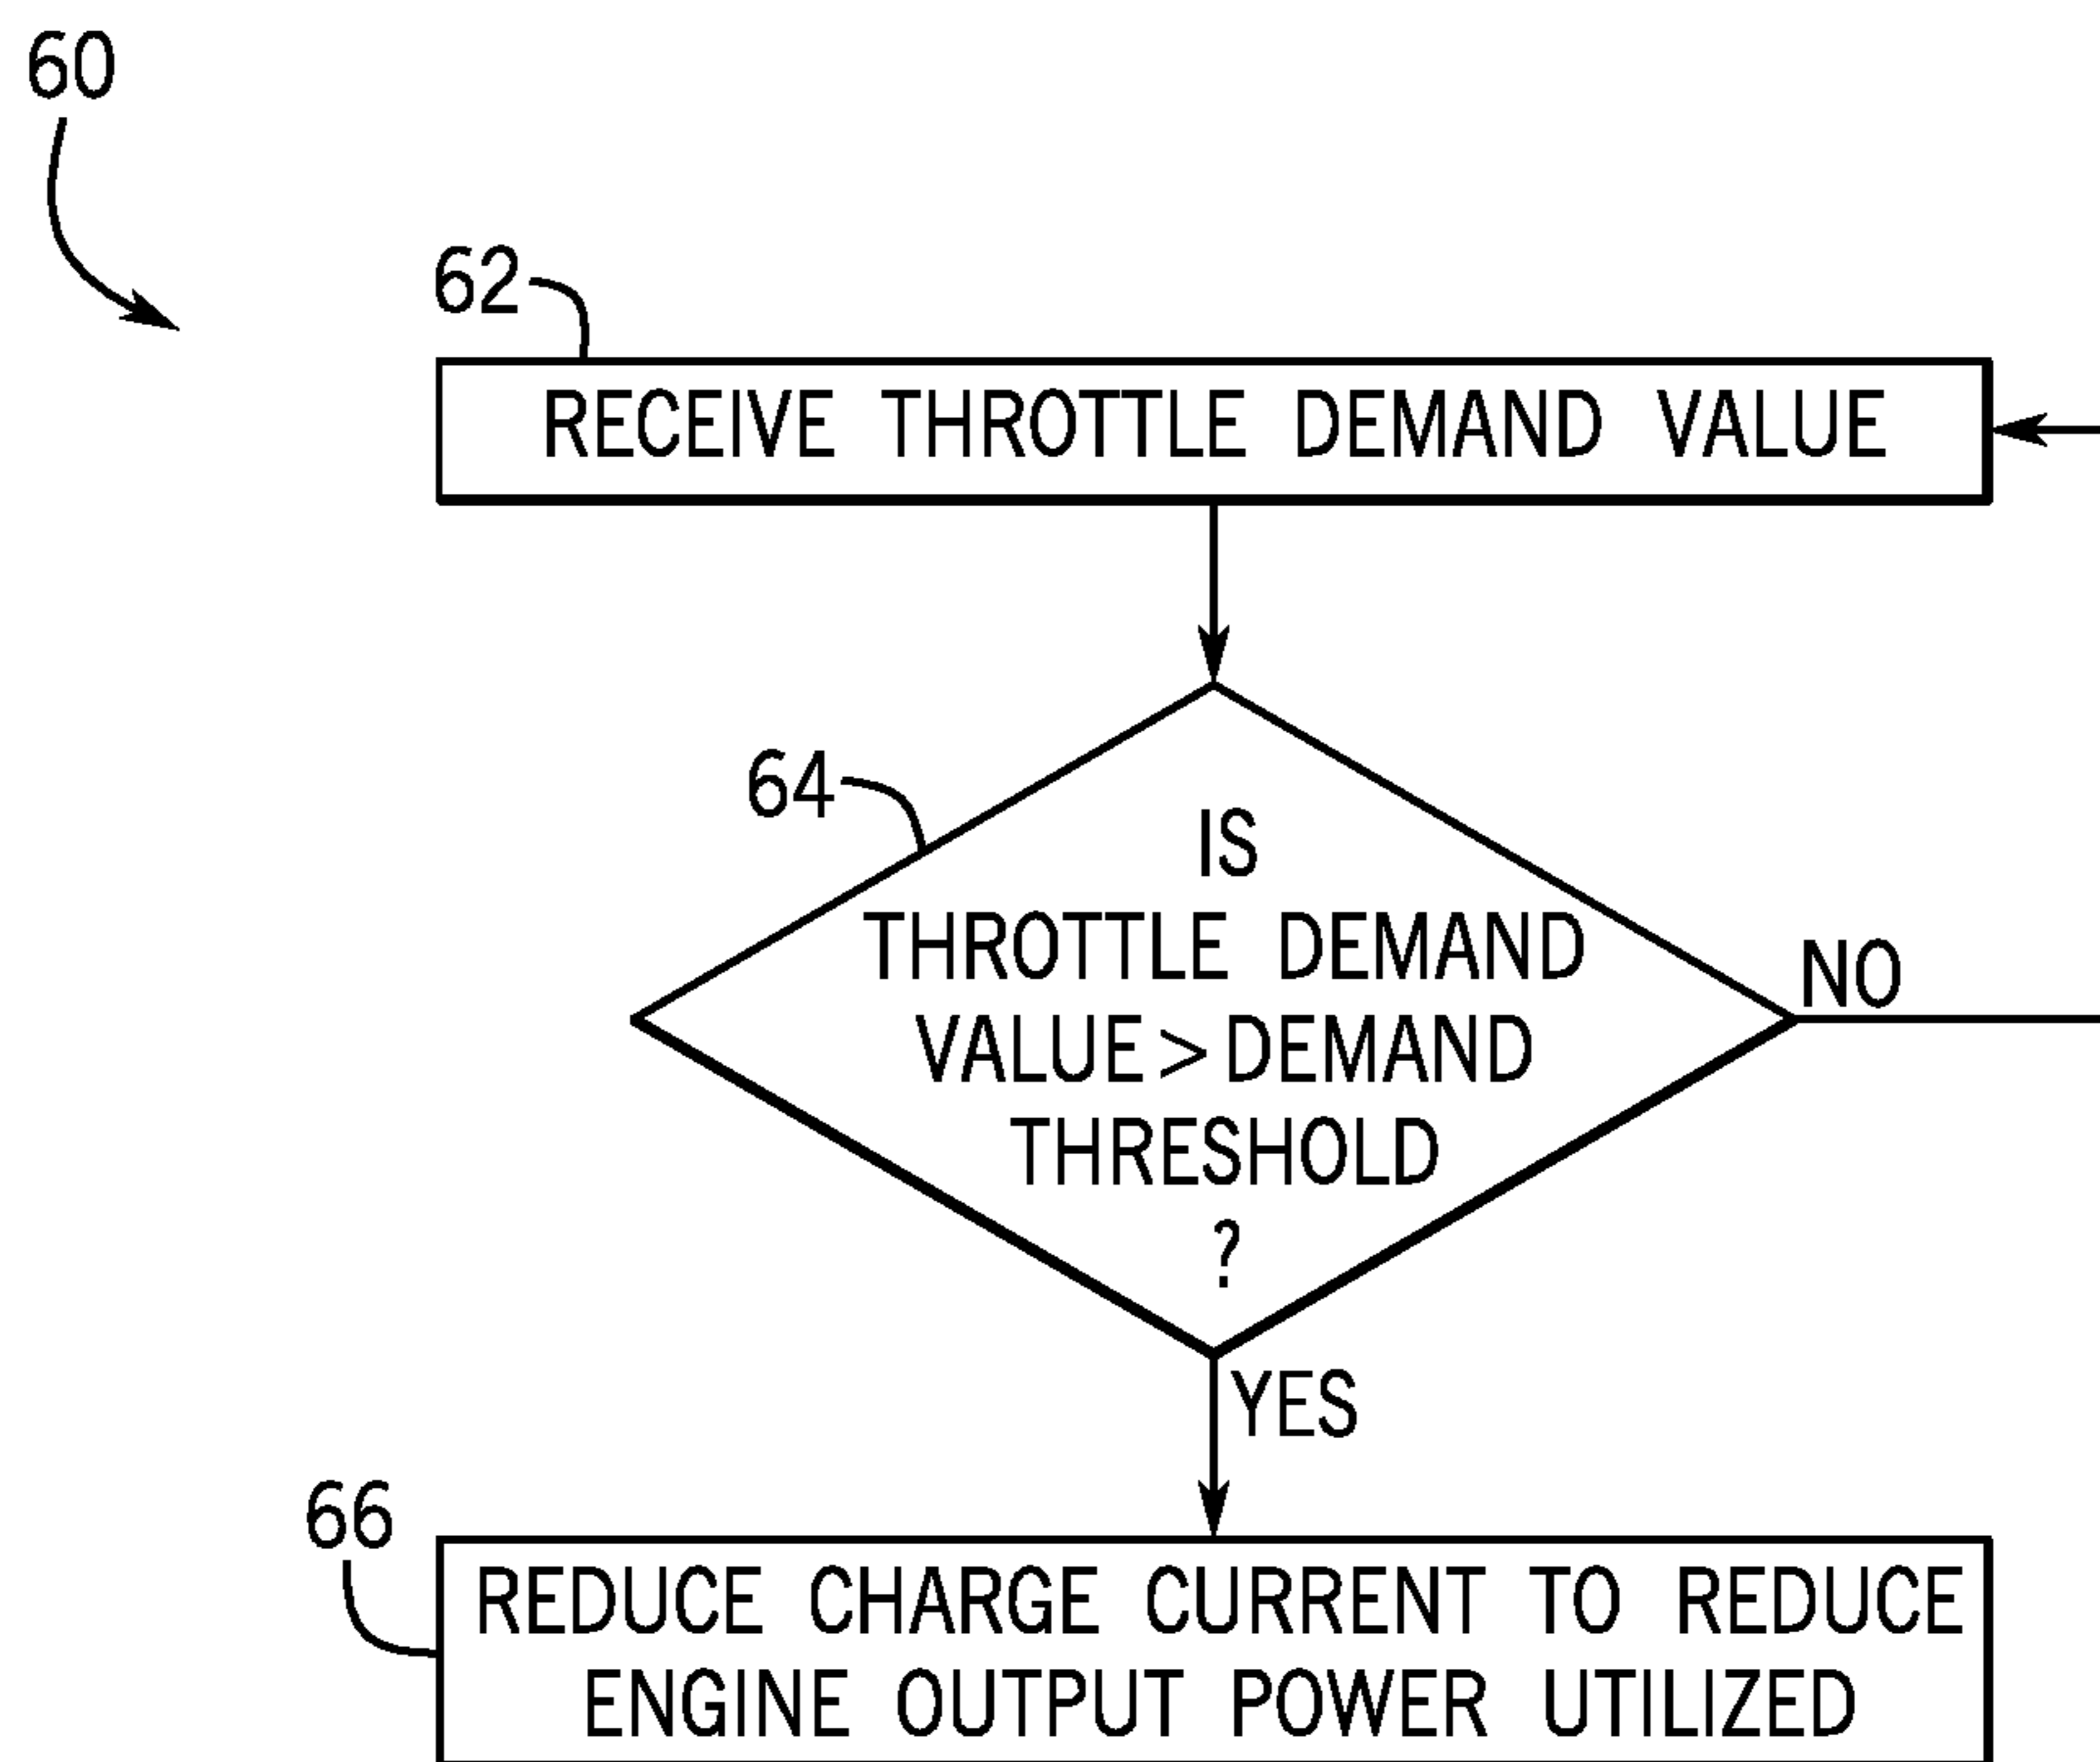 60
62
RECEIVE THROTTLE DEMAND VALUE
64
IS
THROTTLE DEMAND
VALUE > DEMAND
THRESHOLD
?
NO
YES
66
REDUCE CHARGE CURRENT TO REDUCE
ENGINE OUTPUT POWER UTILIZED